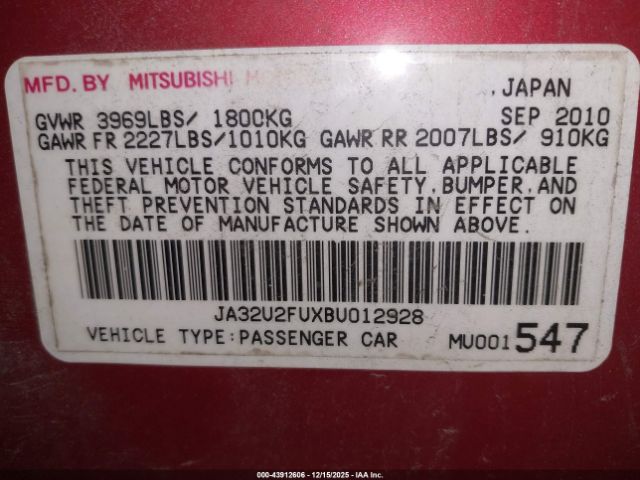 MFD. BY MITSUBISHI , JAPAN
GVWR 3969LBS/ 1800KG SEP 2010
GAWR FR 2227LBS/1010KG GAWR RR 2007LBS/ 910KG
THIS VEHICLE CONFORMS TO ALL APPLICABLE
FEDERAL MOTOR VEHICLE SAFETY, BUMPER, AND
THEFT PREVENTION STANDARDS IN EFFECT ON
THE DATE OF MANUFACTURE SHOWN ABOVE.
JA32U2FUXBU012928
VEHICLE TYPE:PASSENGER CAR MU001547
000-43912606 - 12/15/2025 - IAA Inc.